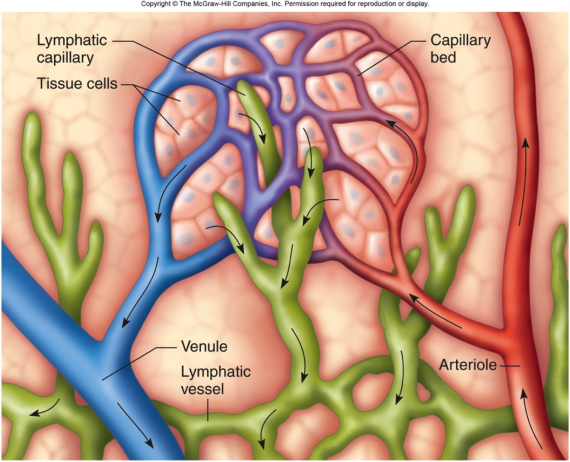 Copyright © The McGraw-Hill Companies, Inc. Permission required for reproduction or display.
Lymphatic
capillary
Tissue cells
Capillary
bed
Venule
Lymphatic
vessel
Arteriole